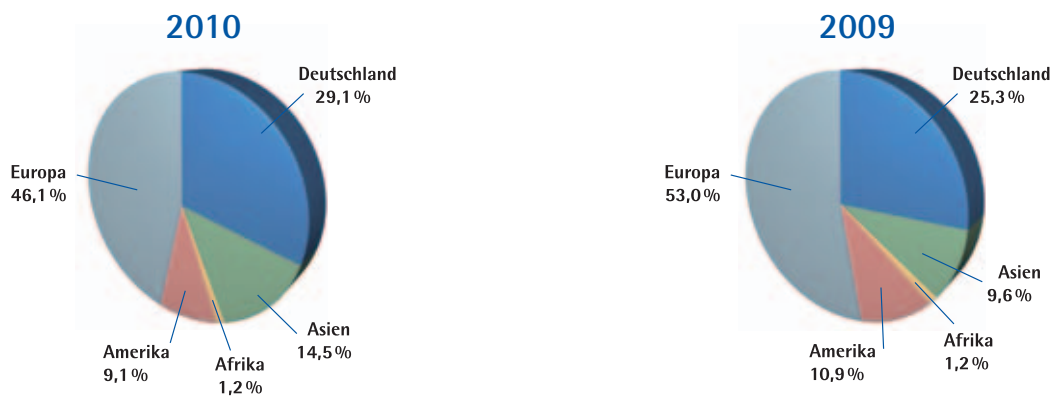 2010
Deutschland
29,1 %
Europa
46,1 %
Asien
14,5 %
Afrika
1,2 %
Amerika
9,1 %
2009
Deutschland
25,3 %
Europa
53,0 %
Asien
9,6 %
Afrika
1,2 %
Amerika
10,9 %